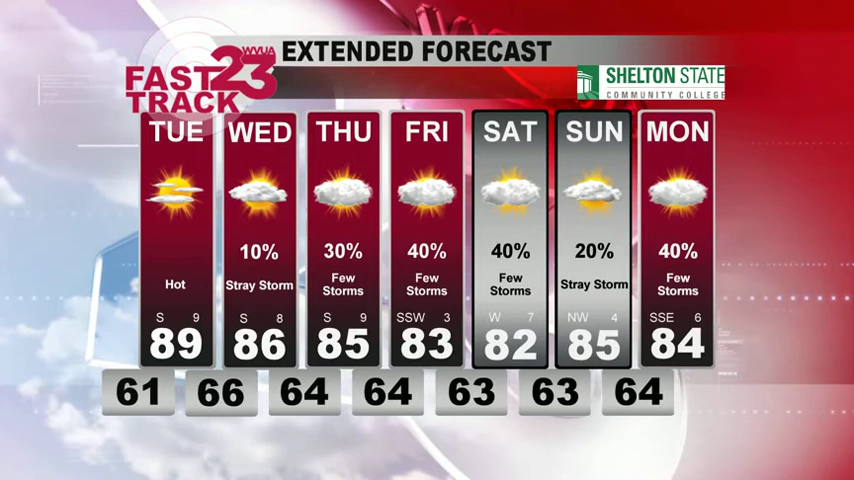 WVUA
23
FAST
TRACK
EXTENDED FORECAST
SHELTON STATE
COMMUNITY COLLEGE
TUE WED THU FRI SAT SUN MON
10% 30% 40% 40% 20% 40%
Hot Stray Storm Few Storms Few Storms Few Storms Stray Storm Few Storms
S 9 S 8 S 9 SSW 3 W 7 NW 4 SSE 6
89 86 85 83 82 85 84
61 66 64 64 63 63 64